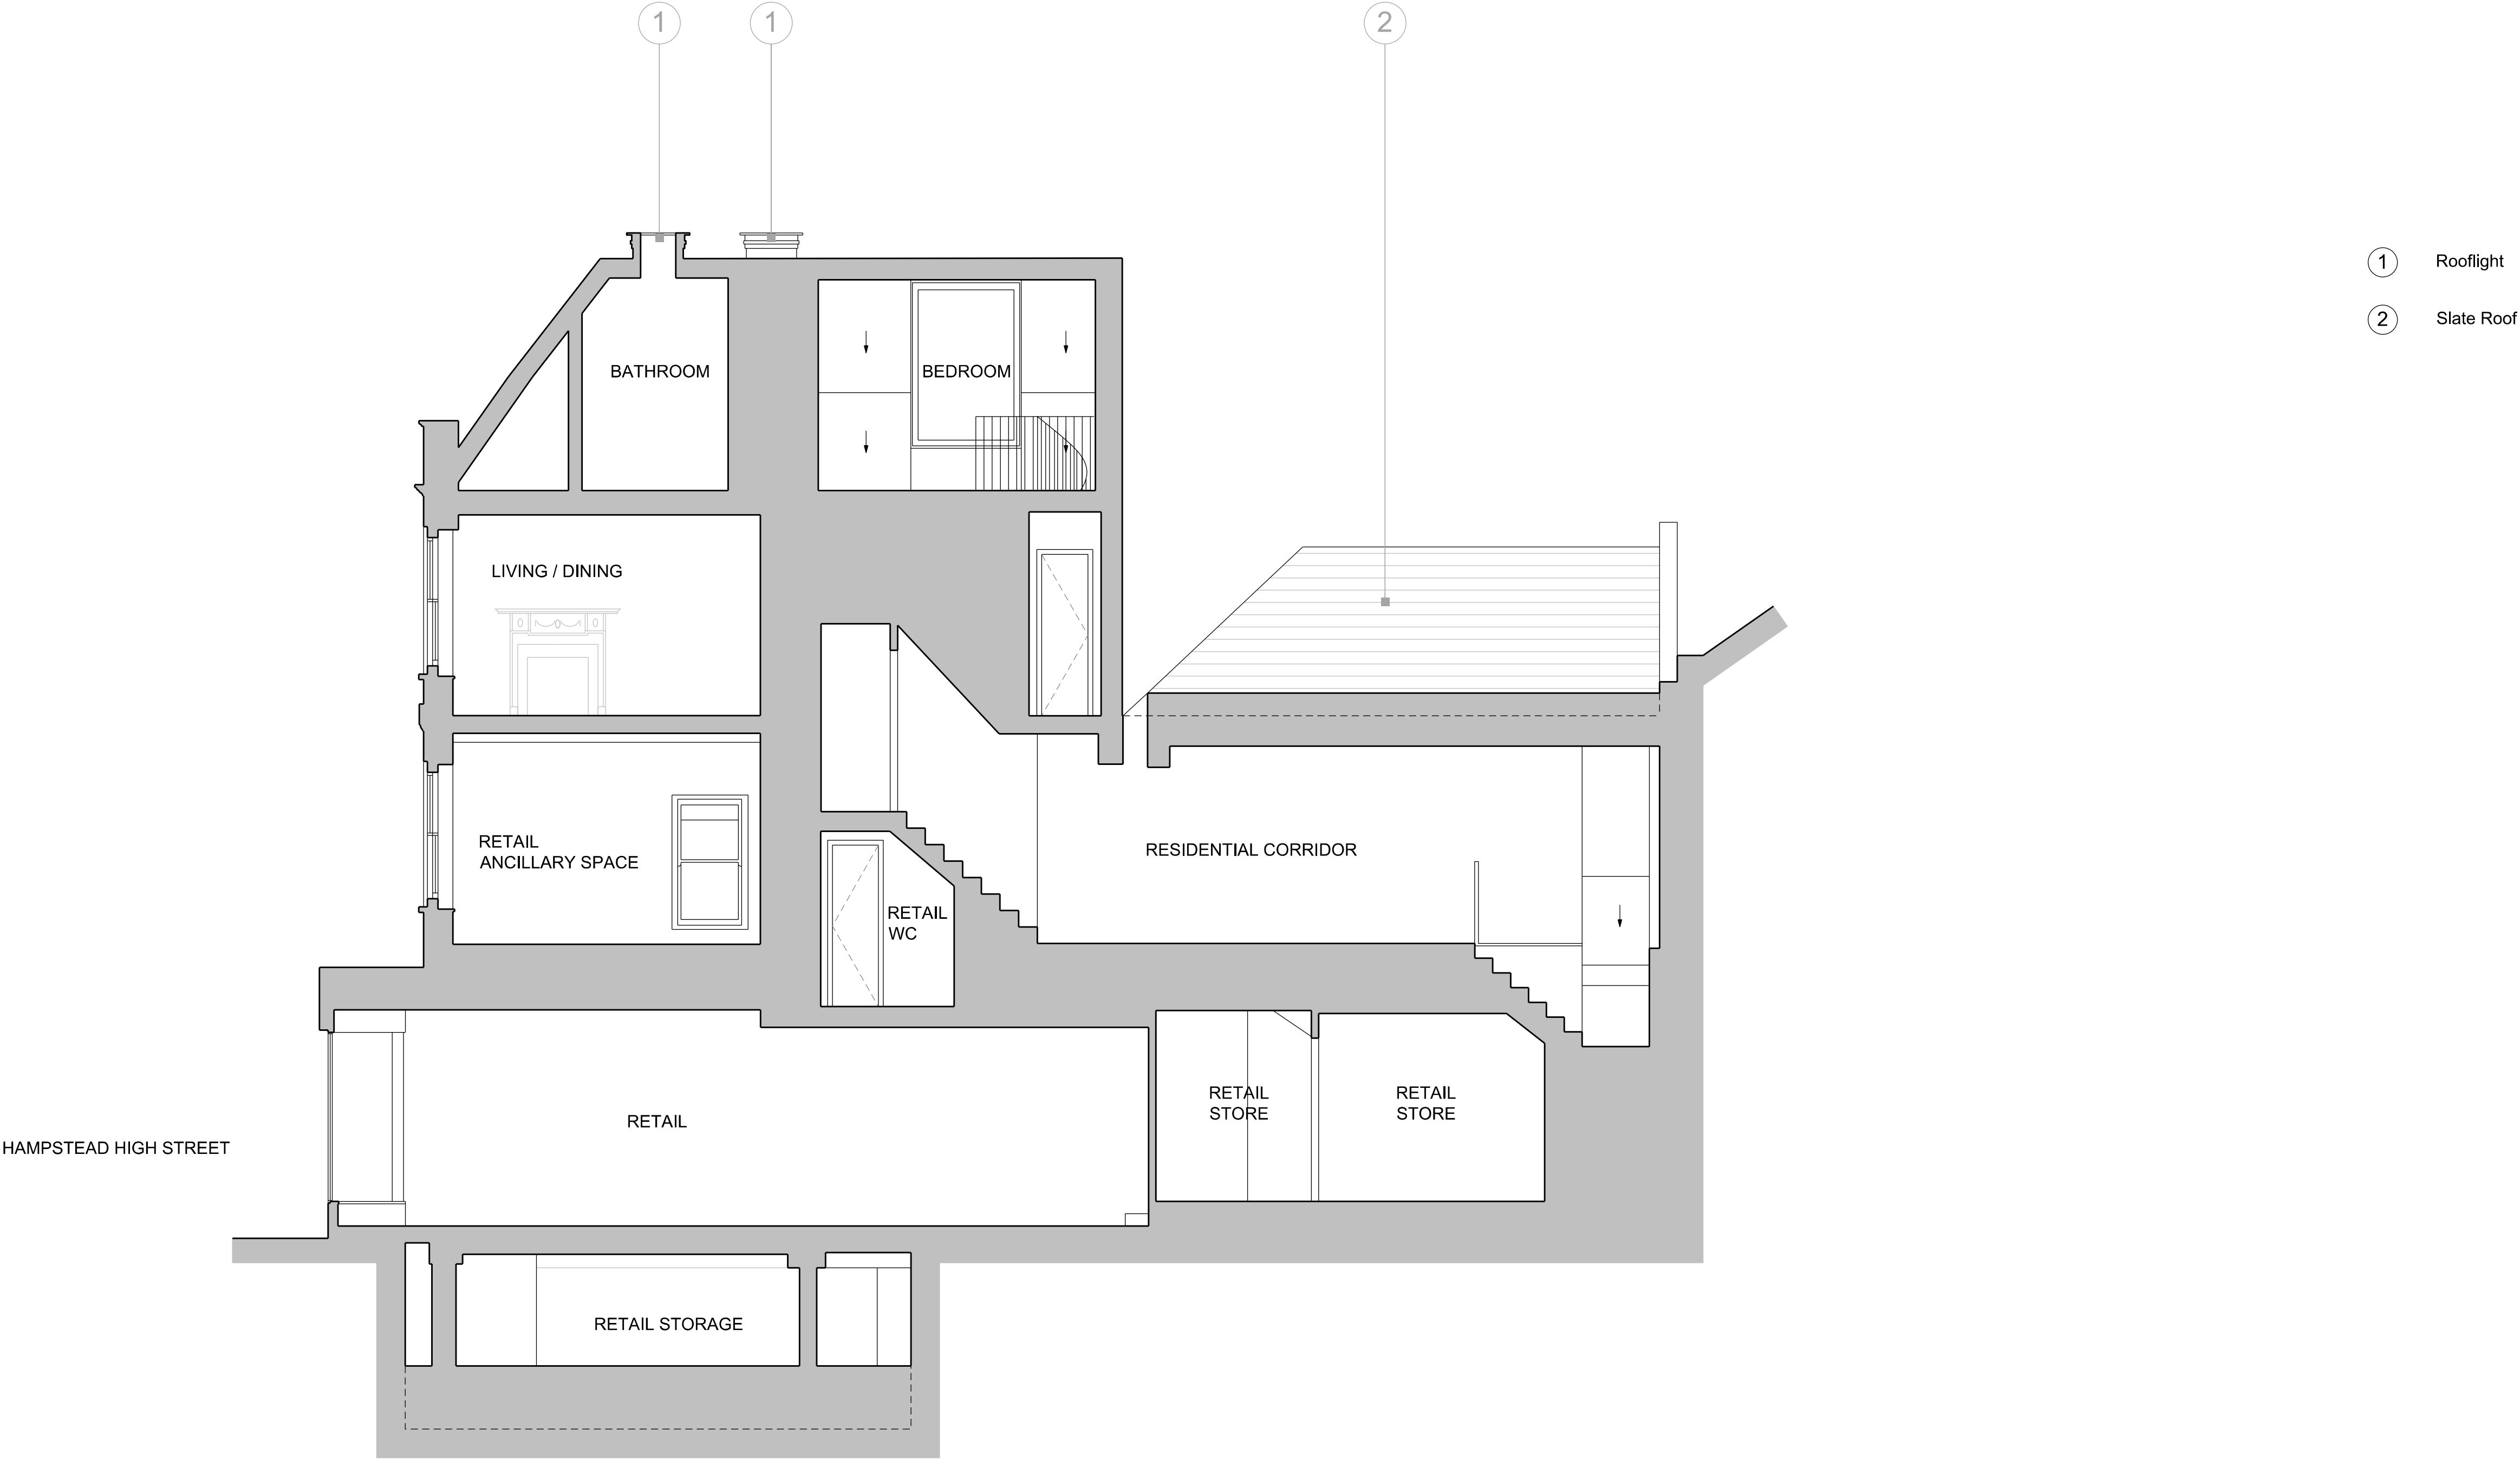 1
1
2
1 Rooflight
2 Slate Roof
BATHROOM
BEDROOM
LIVING / DINING
RETAIL
ANCILLARY SPACE
RESIDENTIAL CORRIDOR
RETAIL
WC
RETAIL
STORE
RETAIL
STORE
RETAIL
HAMPSTEAD HIGH STREET
RETAIL STORAGE